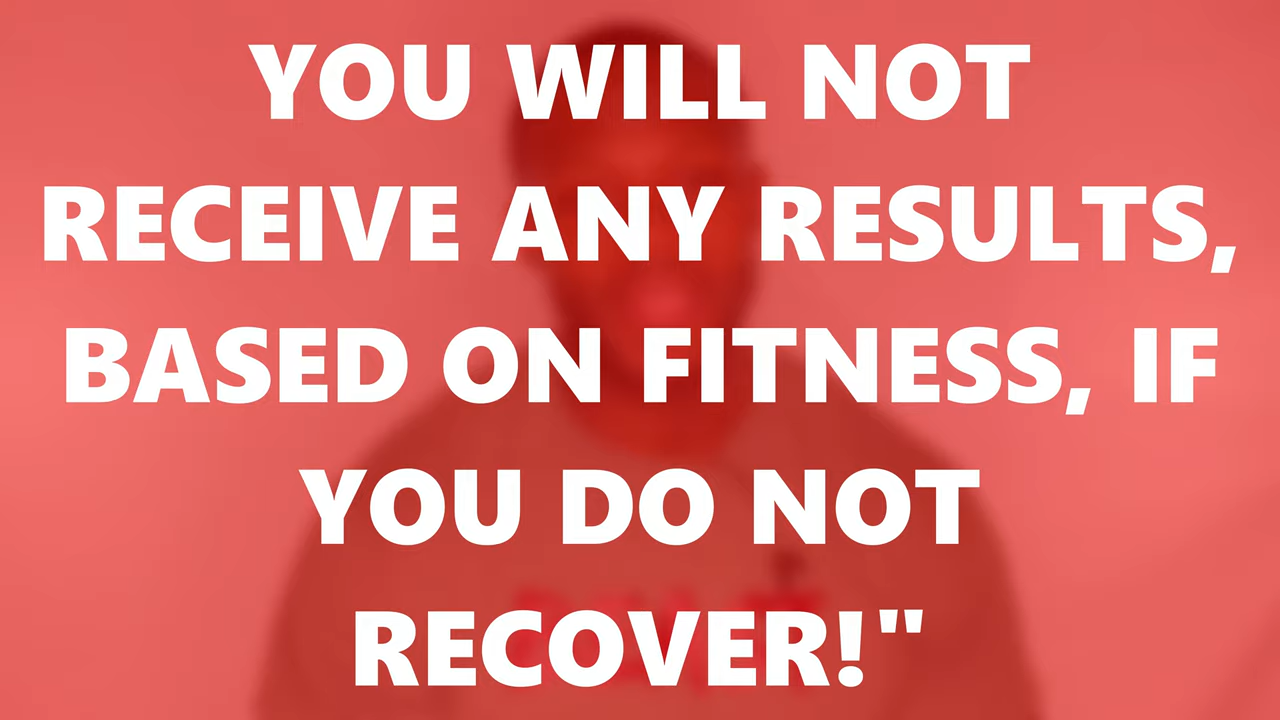 YOU WILL NOT
RECEIVE ANY RESULTS,
BASED ON FITNESS, IF
YOU DO NOT
RECOVER!"